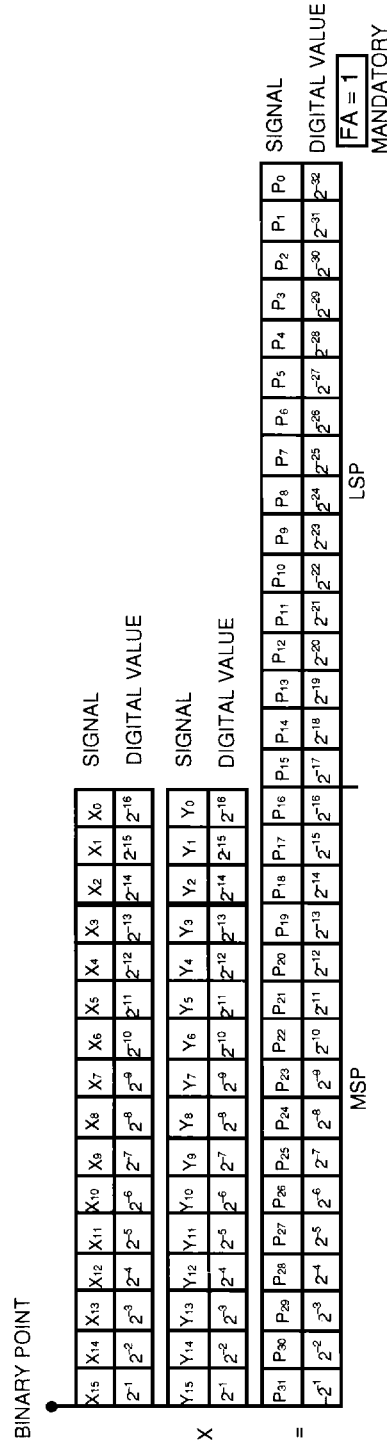 BINARY POINT
X15 X14 X13 X12 X11 X10 X9 X8 X7 X6 X5 X4 X3 X2 X1 X0 SIGNAL
2⁻¹ 2⁻² 2⁻³ 2⁻⁴ 2⁻⁵ 2⁻⁶ 2⁻⁷ 2⁻⁸ 2⁻⁹ 2⁻¹⁰ 2⁻¹¹ 2⁻¹² 2⁻¹³ 2⁻¹⁴ 2⁻¹⁵ 2⁻¹⁶ DIGITAL VALUE
X Y15 Y14 Y13 Y12 Y11 Y10 Y9 Y8 Y7 Y6 Y5 Y4 Y3 Y2 Y1 Y0 SIGNAL
2⁻¹ 2⁻² 2⁻³ 2⁻⁴ 2⁻⁵ 2⁻⁶ 2⁻⁷ 2⁻⁸ 2⁻⁹ 2⁻¹⁰ 2⁻¹¹ 2⁻¹² 2⁻¹³ 2⁻¹⁴ 2⁻¹⁵ 2⁻¹⁶ DIGITAL VALUE
= P31 P30 P29 P28 P27 P26 P25 P24 P23 P22 P21 P20 P19 P18 P17 P16 P15 P14 P13 P12 P11 P10 P9 P8 P7 P6 P5 P4 P3 P2 P1 P0 SIGNAL
-2¹ 2⁻² 2⁻³ 2⁻⁴ 2⁻⁵ 2⁻⁶ 2⁻⁷ 2⁻⁸ 2⁻⁹ 2⁻¹⁰ 2⁻¹¹ 2⁻¹² 2⁻¹³ 2⁻¹⁴ 2⁻¹⁵ 2⁻¹⁶ 2⁻¹⁷ 2⁻¹⁸ 2⁻¹⁹ 2⁻²⁰ 2⁻²¹ 2⁻²² 2⁻²³ 2⁻²⁴ 2⁻²⁵ 2⁻²⁶ 2⁻²⁷ 2⁻²⁸ 2⁻²⁹ 2⁻³⁰ 2⁻³¹ 2⁻³² DIGITAL VALUE
MSP LSP FA = 1
MANDATORY